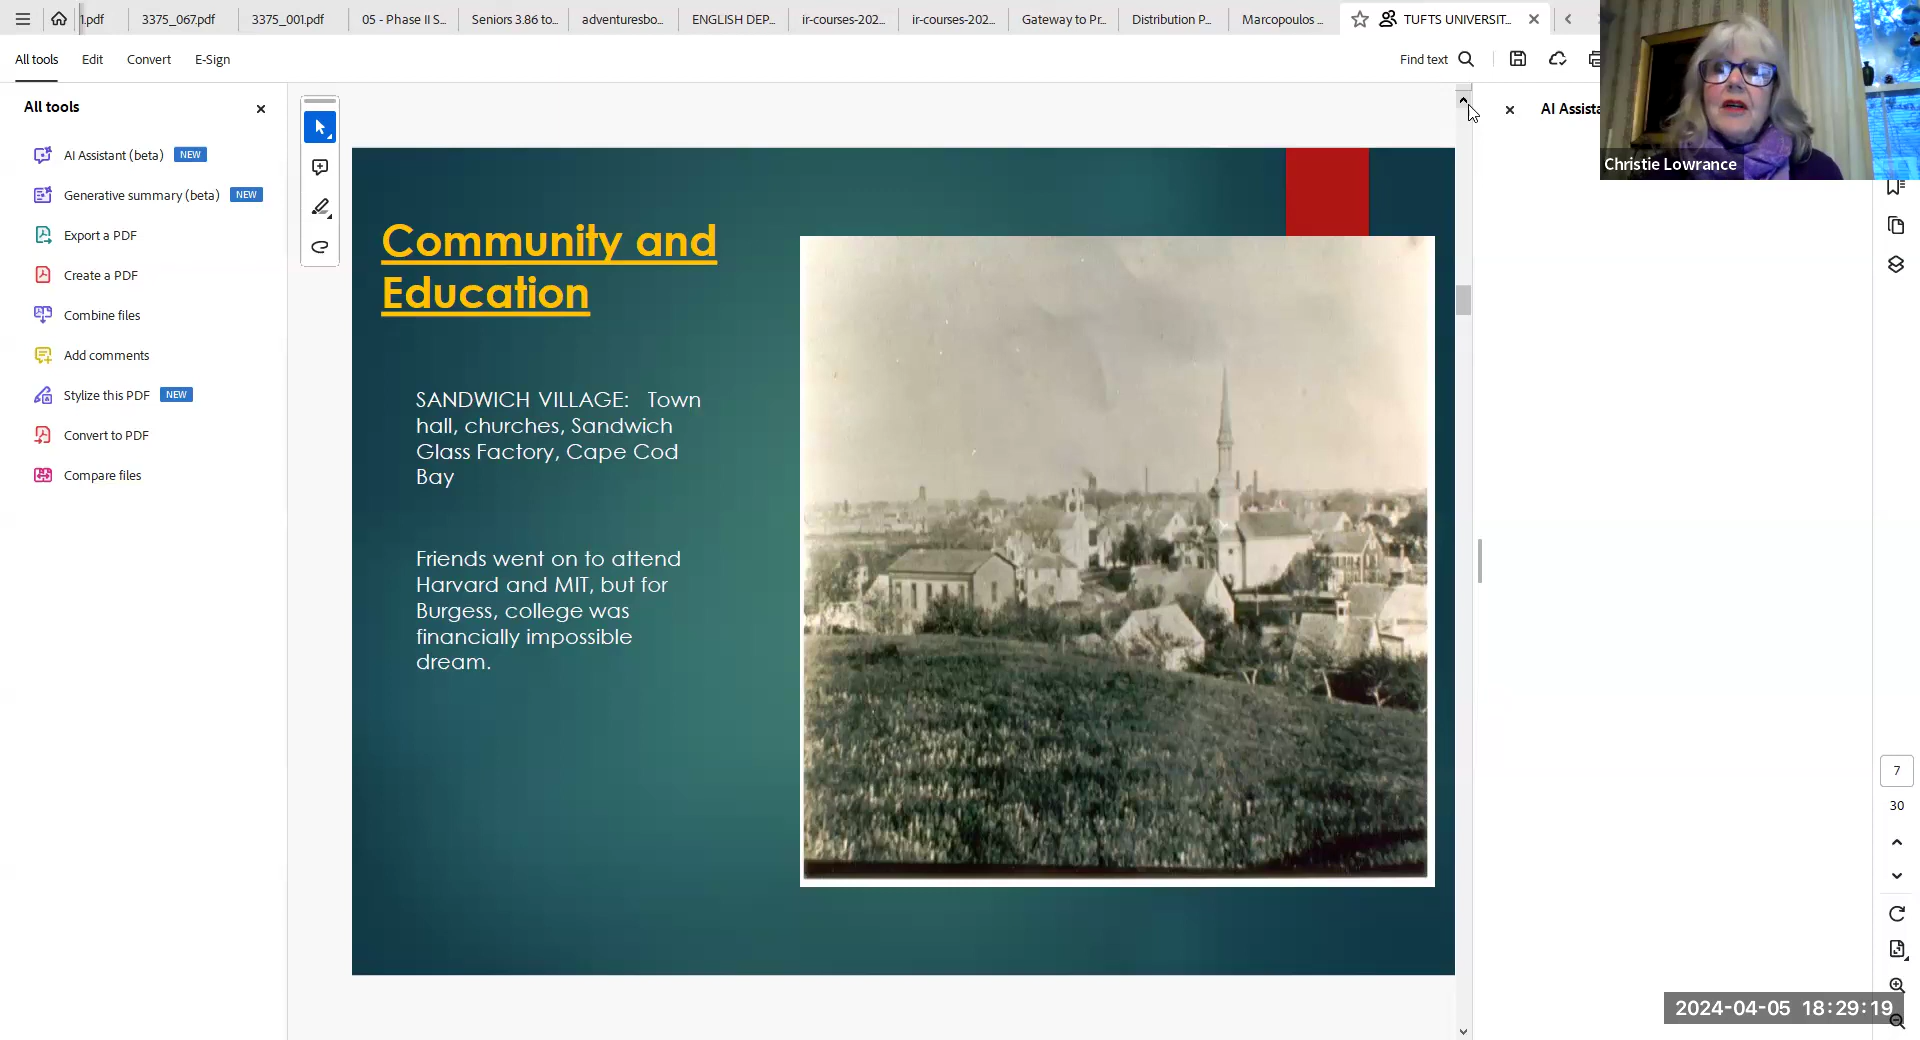 1.pdf
3375_067.pdf
3375_001.pdf
05 - Phase II S...
Seniors 3.86 to...
adventuresbo...
ENGLISH DEP...
ir-courses-202...
ir-courses-202...
Gateway to Pr...
Distribution P...
Marcopoulos ...
TUFTS UNIVERSIT...
All tools
Edit
Convert
E-Sign
Find text
All tools
AI Assistant (beta) NEW
Generative summary (beta) NEW
Export a PDF
Create a PDF
Combine files
Add comments
Stylize this PDF NEW
Convert to PDF
Compare files
Community and
Education
SANDWICH VILLAGE: Town
hall, churches, Sandwich
Glass Factory, Cape Cod
Bay
Friends went on to attend
Harvard and MIT, but for
Burgess, college was
financially impossible
dream.
AI Assista
Christie Lowrance
7
30
2024-04-05 18:29:19